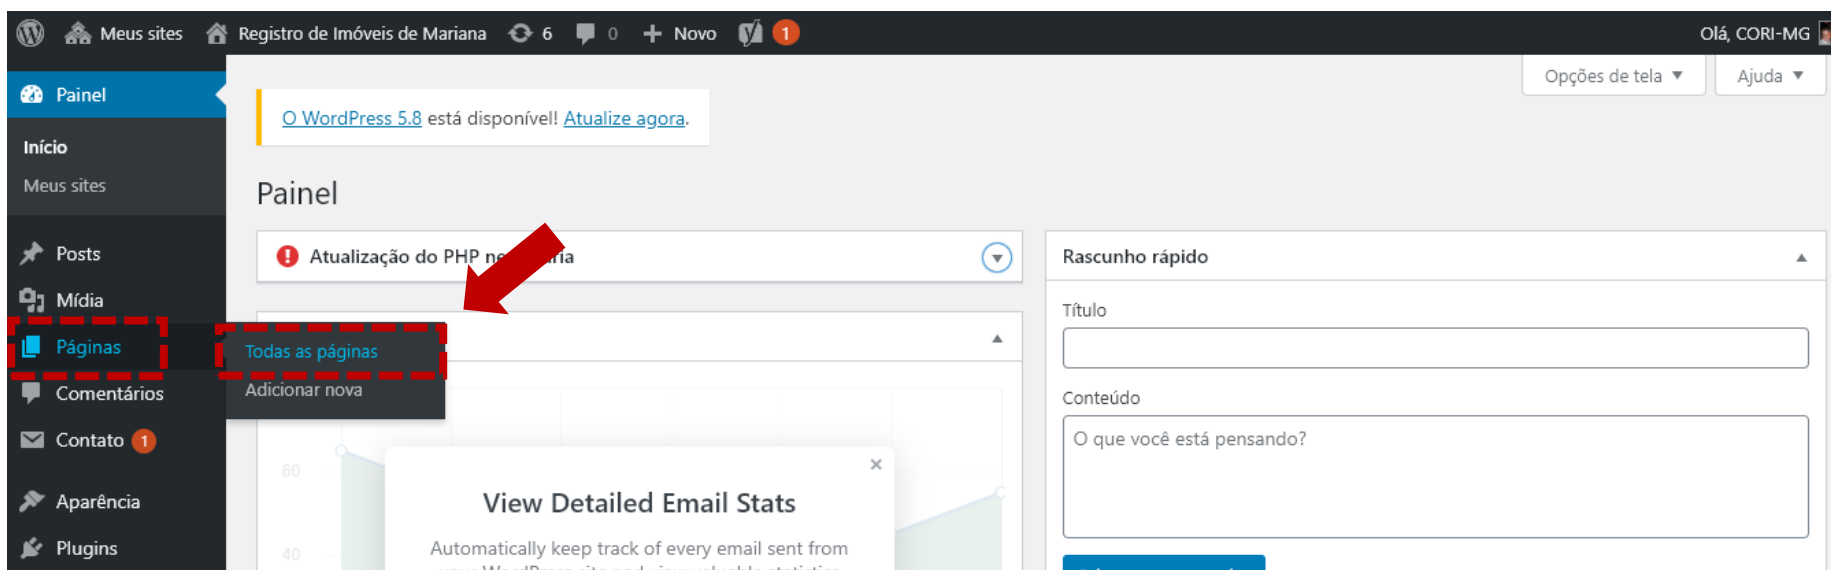 Meus sites Registro de Imóveis de Mariana 6 0 Novo 1 Olá, CORI-MG
Painel
Opções de tela
Ajuda
O WordPress 5.8 está disponível! Atualize agora.
Início
Meus sites
Painel
Posts
Mídia
Páginas
Comentários
Contato 1
Aparência
Plugins
Todas as páginas
Adicionar nova
Atualização do PHP
60
40
View Detailed Email Stats
Automatically keep track of every email sent from
Rascunho rápido
Título
Conteúdo
O que você está pensando?